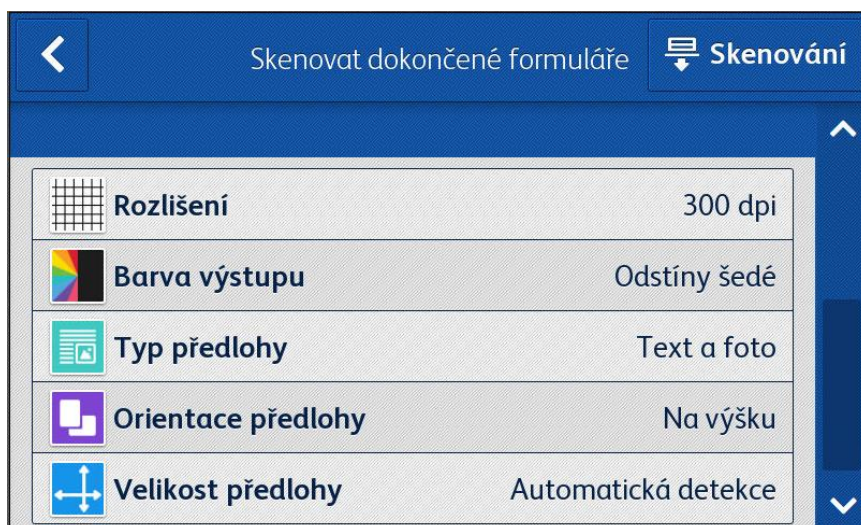 Skenovat dokončené formuláře
Skenování
Rozlišení 300 dpi
Barva výstupu Odstíny šedé
Typ předlohy Text a foto
Orientace předlohy Na výšku
Velikost předlohy Automatická detekce